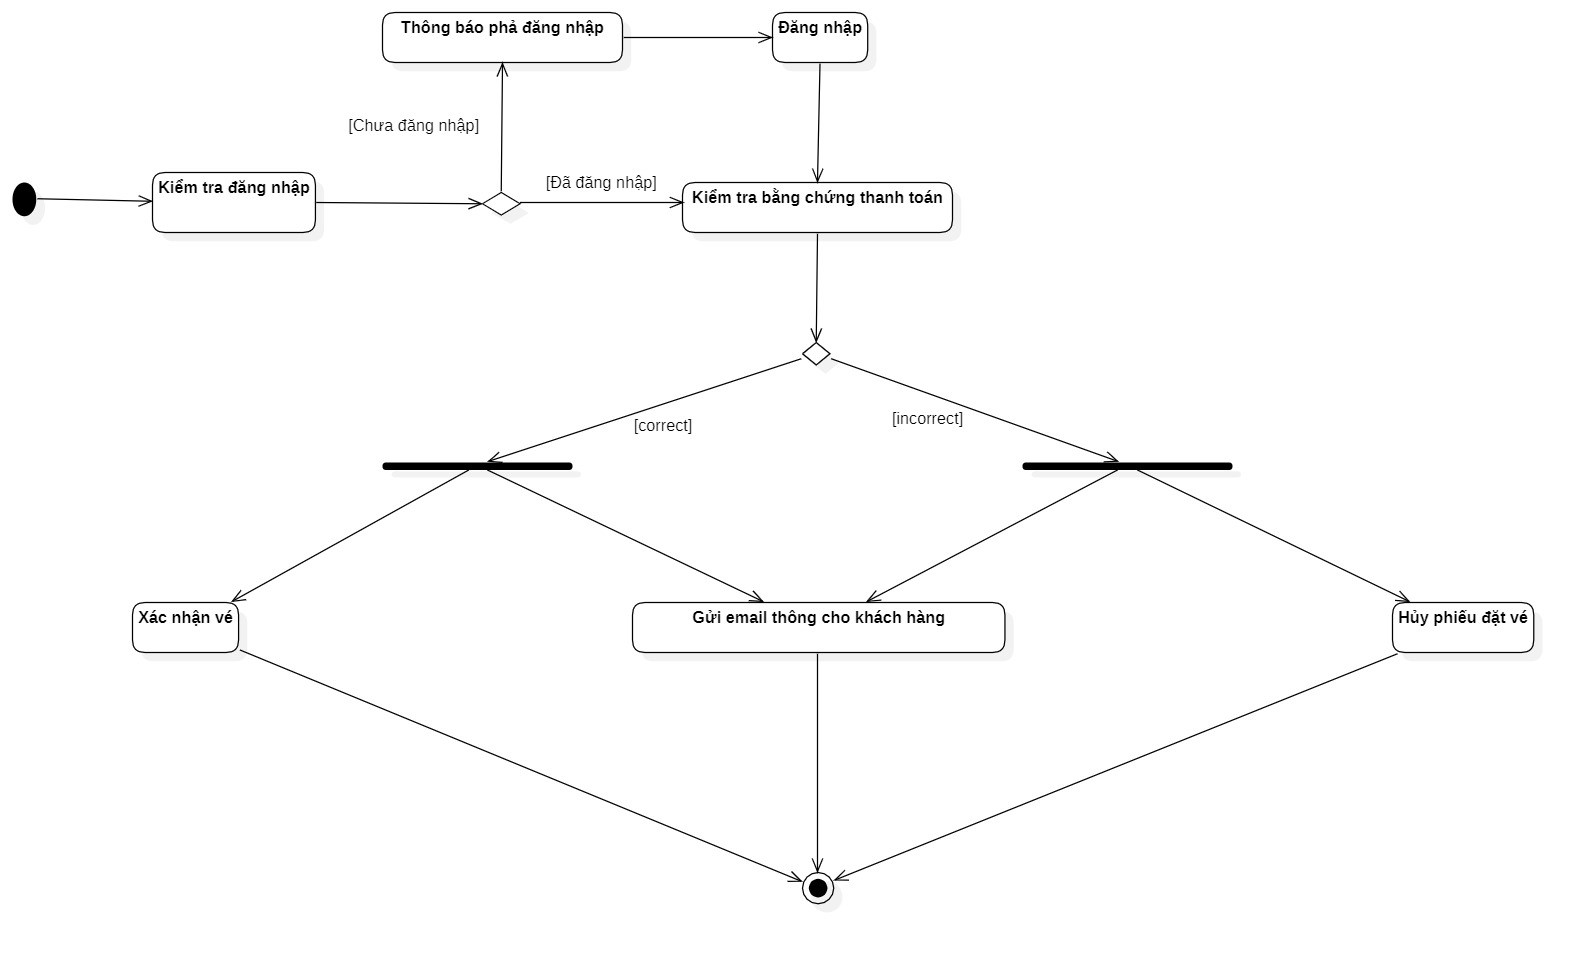 Thông báo phả đăng nhập
Đăng nhập
[Chưa đăng nhập]
Kiểm tra đăng nhập
[Đã đăng nhập]
Kiểm tra bằng chứng thanh toán
[correct]
[incorrect]
Xác nhận vé
Gửi email thông cho khách hàng
Hủy phiếu đặt vé